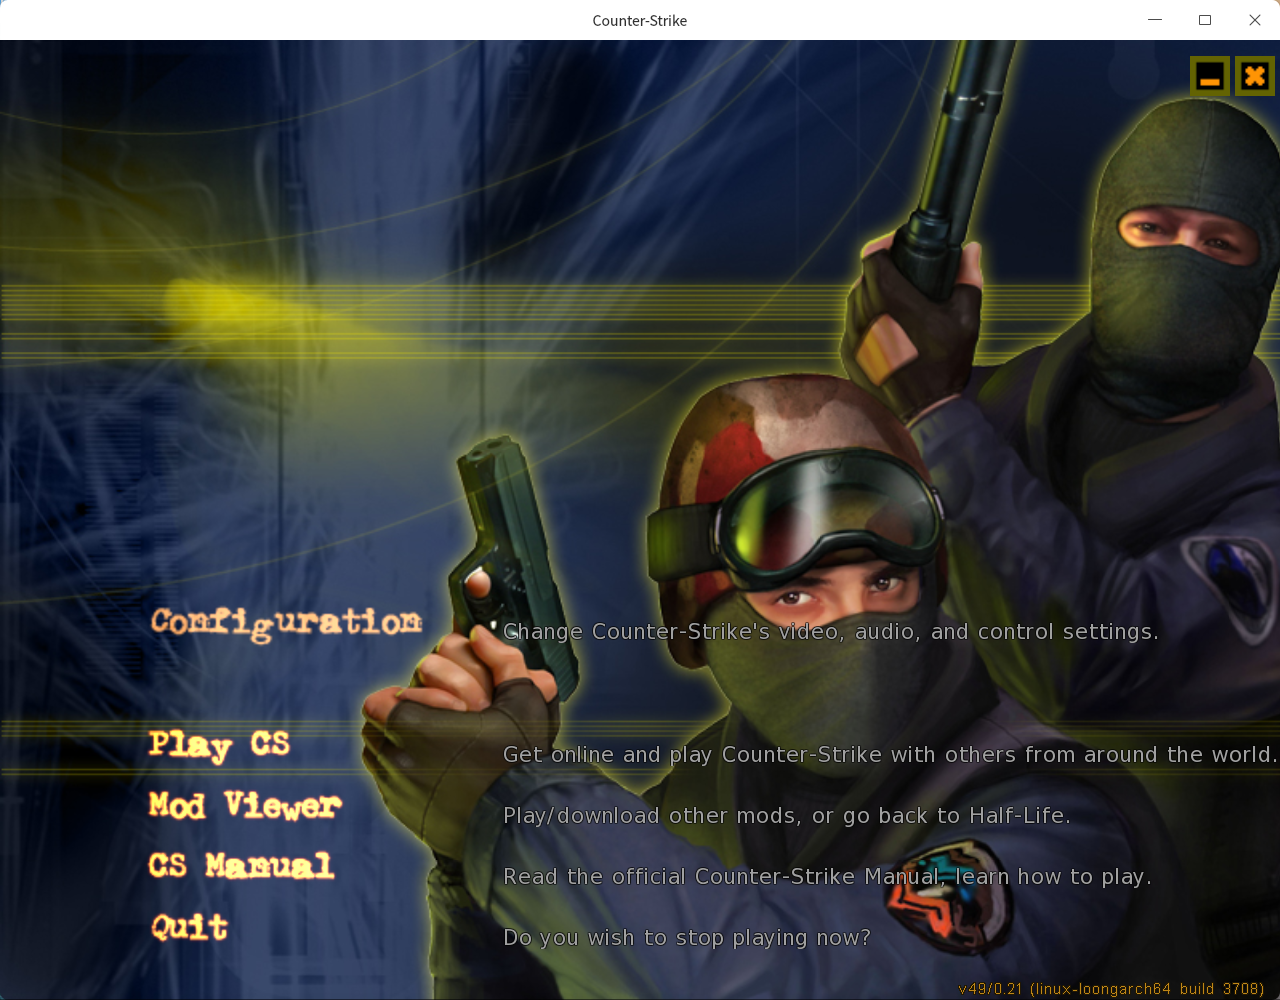 Counter-Strike
Configuration
Change Counter-Strike's video, audio, and control settings.
Play CS
Get online and play Counter-Strike with others from around the world.
Mod Viewer
Play/download other mods, or go back to Half-Life.
CS Manual
Read the official Counter-Strike Manual, learn how to play.
Quit
Do you wish to stop playing now?
v49/0.21 (linux-loongarch64 build 3708)